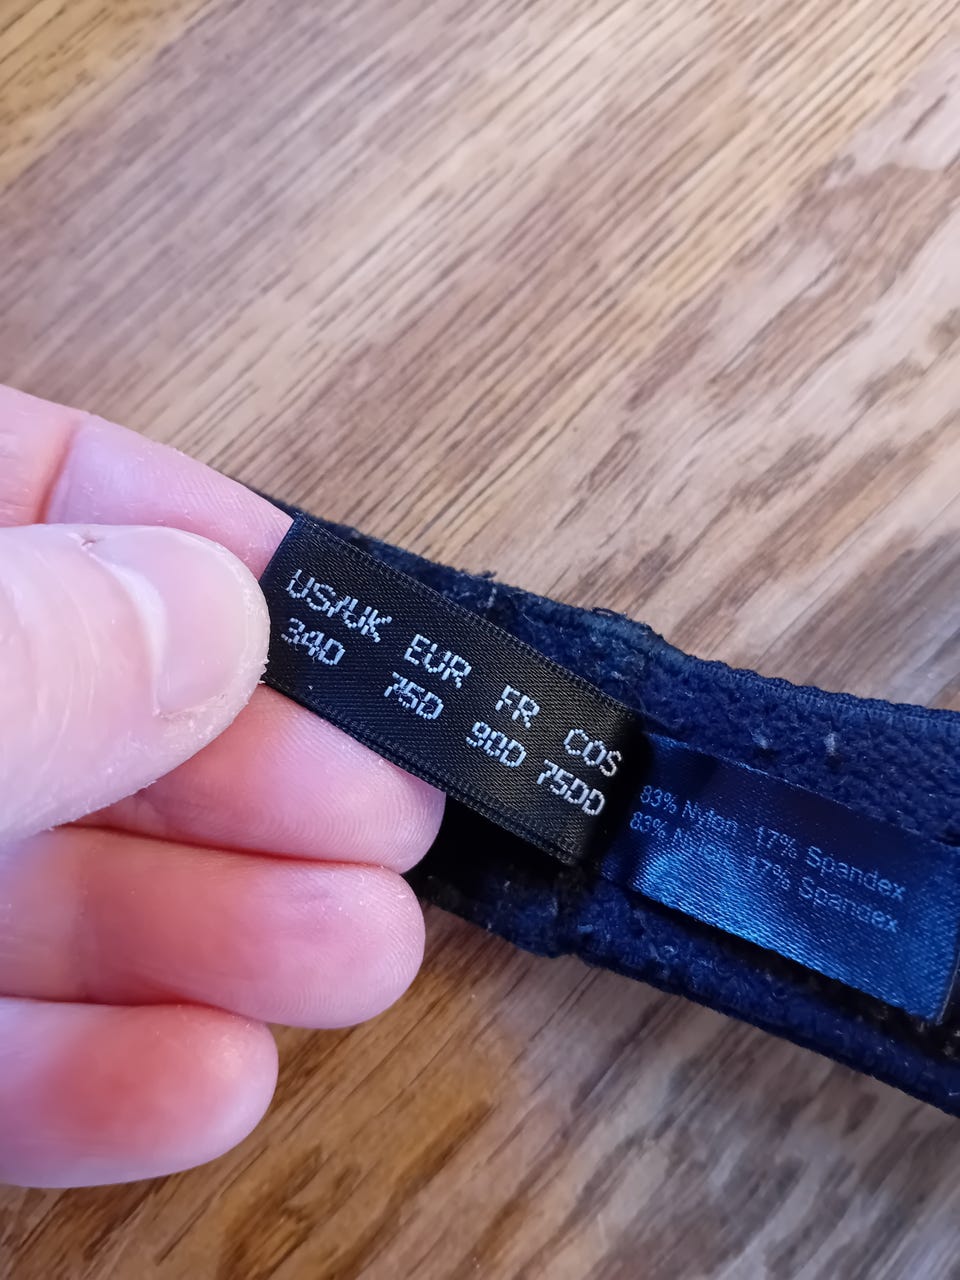 US/UK EUR FR COS
34D 75D 90D 75DD
83% Nylon 17% Spandex
83% Nylon 17% Spandex